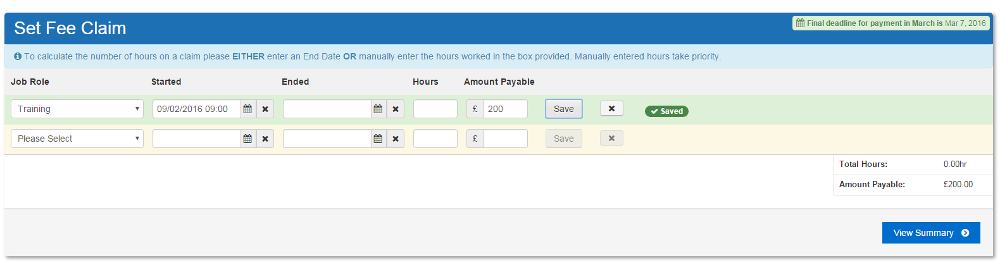 Set Fee Claim
Final deadline for payment in March is Mar 7, 2016
To calculate the number of hours on a claim please EITHER enter an End Date OR manually enter the hours worked in the box provided. Manually entered hours take priority.
Job Role Started Ended Hours Amount Payable
Training 09/02/2016 09:00 £ 200 Save Saved
Please Select £ Save
Total Hours: 0.00hr
Amount Payable: £200.00
View Summary